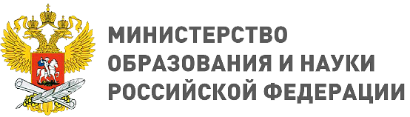 МИНИСТЕРСТВО
ОБРАЗОВАНИЯ И НАУКИ
РОССИЙСКОЙ ФЕДЕРАЦИИ